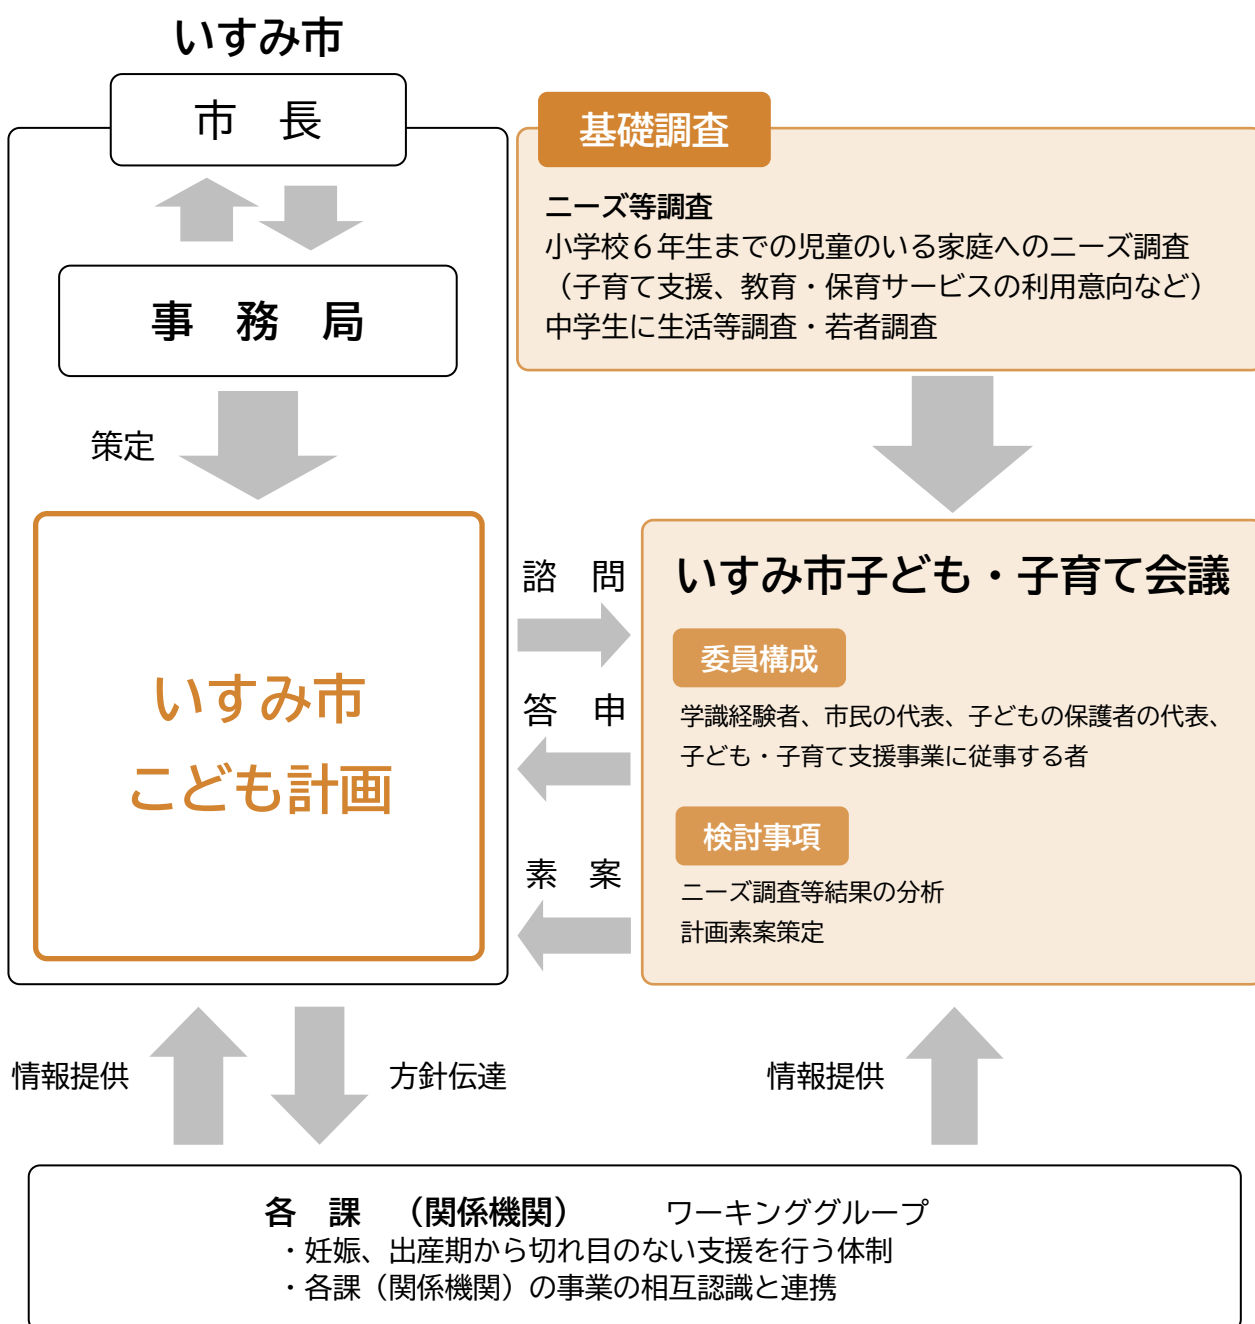 いすみ市
市　長
事　務　局
策定
いすみ市
こども計画
基礎調査
ニーズ等調査
小学校６年生までの児童のいる家庭へのニーズ調査
（子育て支援、教育・保育サービスの利用意向など）
中学生に生活等調査・若者調査
諮　問
答　申
素　案
いすみ市子ども・子育て会議
委員構成
学識経験者、市民の代表、子どもの保護者の代表、
子ども・子育て支援事業に従事する者
検討事項
ニーズ調査等結果の分析
計画素案策定
情報提供
方針伝達
情報提供
各　課　（関係機関）　　　ワーキンググループ
・妊娠、出産期から切れ目のない支援を行う体制
・各課（関係機関）の事業の相互認識と連携